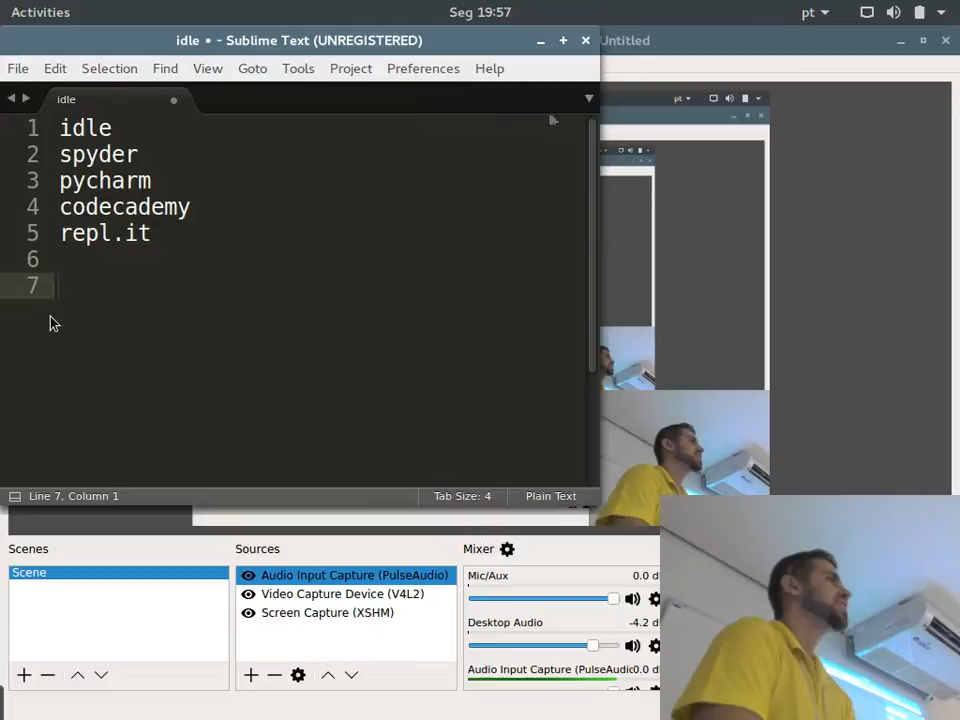 Activities
Seg 19:57
pt
idle • - Sublime Text (UNREGISTERED)
Untitled
File Edit Selection Find View Goto Tools Project Preferences Help
idle
pt
1 idle
2 spyder
3 pycharm
4 codecademy
5 repl.it
6
7
Line 7, Column 1
Tab Size: 4
Plain Text
Scenes
Sources
Mixer
Scene
Audio Input Capture (PulseAudio)
Video Capture Device (V4L2)
Screen Capture (XSHM)
Mic/Aux
0.0 d
Desktop Audio
-4.2
Audio Input Capture (PulseAudio
0.0 d